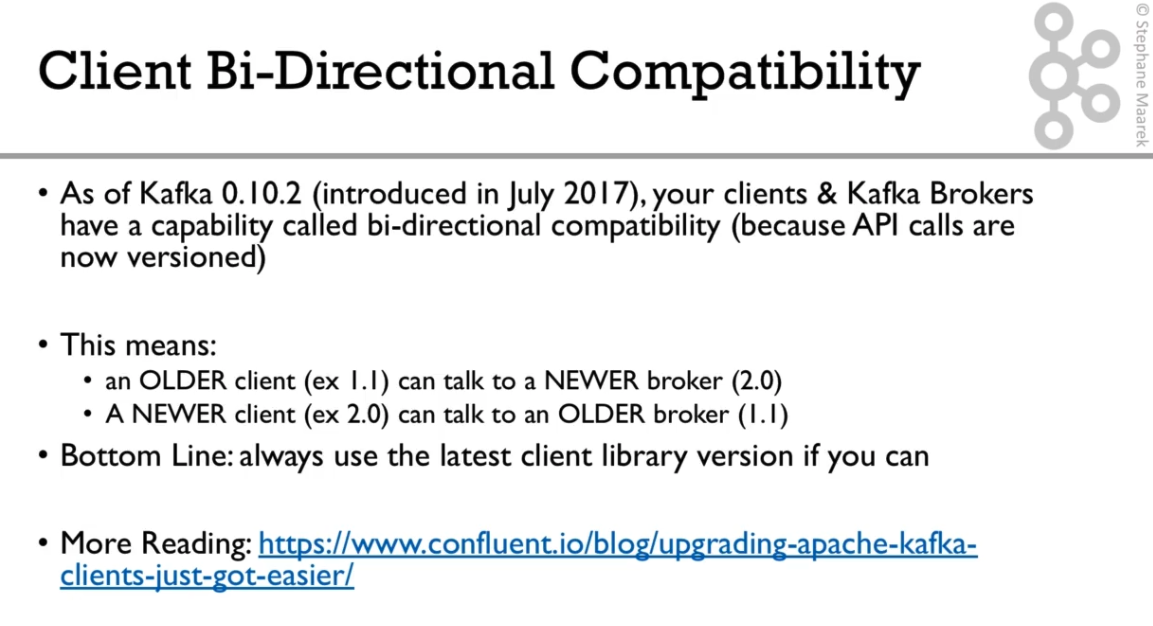 Client Bi-Directional Compatibility
© Stephane Maarek
• As of Kafka 0.10.2 (introduced in July 2017), your clients & Kafka Brokers
have a capability called bi-directional compatibility (because API calls are
now versioned)
• This means:
• an OLDER client (ex 1.1) can talk to a NEWER broker (2.0)
• A NEWER client (ex 2.0) can talk to an OLDER broker (1.1)
• Bottom Line: always use the latest client library version if you can
• More Reading: https://www.confluent.io/blog/upgrading-apache-kafka-
clients-just-got-easier/